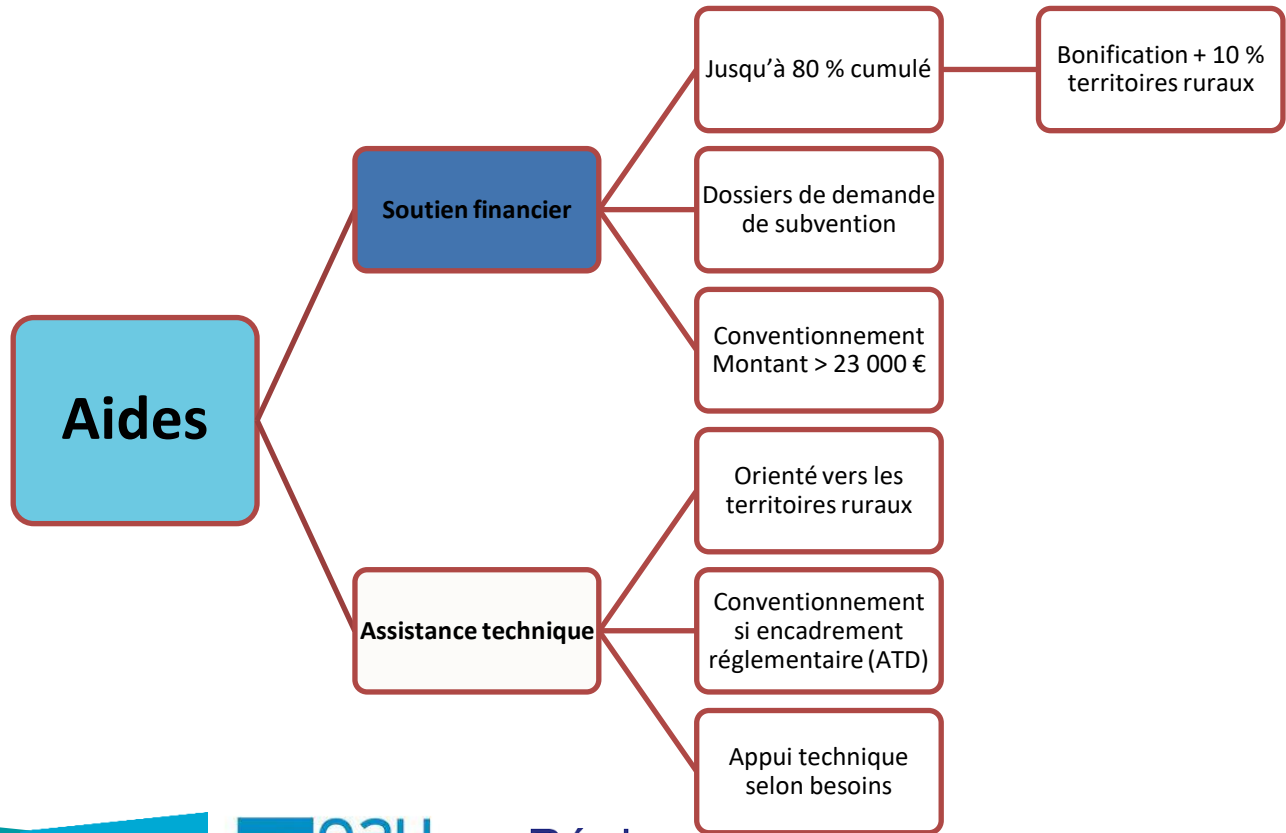 Aides
Soutien financier
Jusqu’à 80 % cumulé
Bonification + 10 %
territoires ruraux
Dossiers de demande
de subvention
Conventionnement
Montant > 23 000 €
Assistance technique
Orienté vers les
territoires ruraux
Conventionnement
si encadrement
réglementaire (ATD)
Appui technique
selon besoins